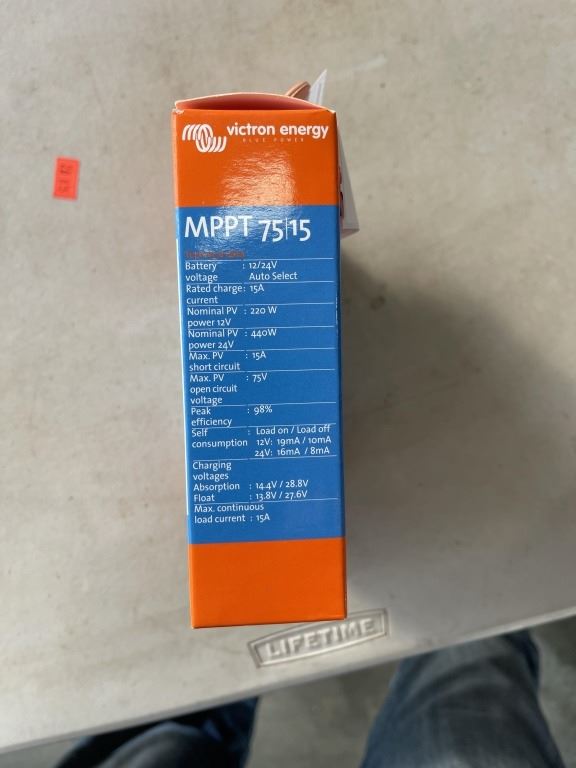 victron energy
BLUE POWER
MPPT 75|15
Battery : 12/24V
voltage Auto Select
Rated charge: 15A
current
Nominal PV : 220 W
power 12V
Nominal PV : 440W
power 24V
Max. PV : 15A
short circuit
Max. PV : 75V
open circuit
voltage
Peak : 98%
efficiency
Self : Load on / Load off
consumption 12V: 19mA / 10mA
24V: 16mA / 8mA
Charging
voltages
Absorption : 14.4V / 28.8V
Float : 13.8V / 27.6V
Max. continuous
load current : 15A
LIFETIME